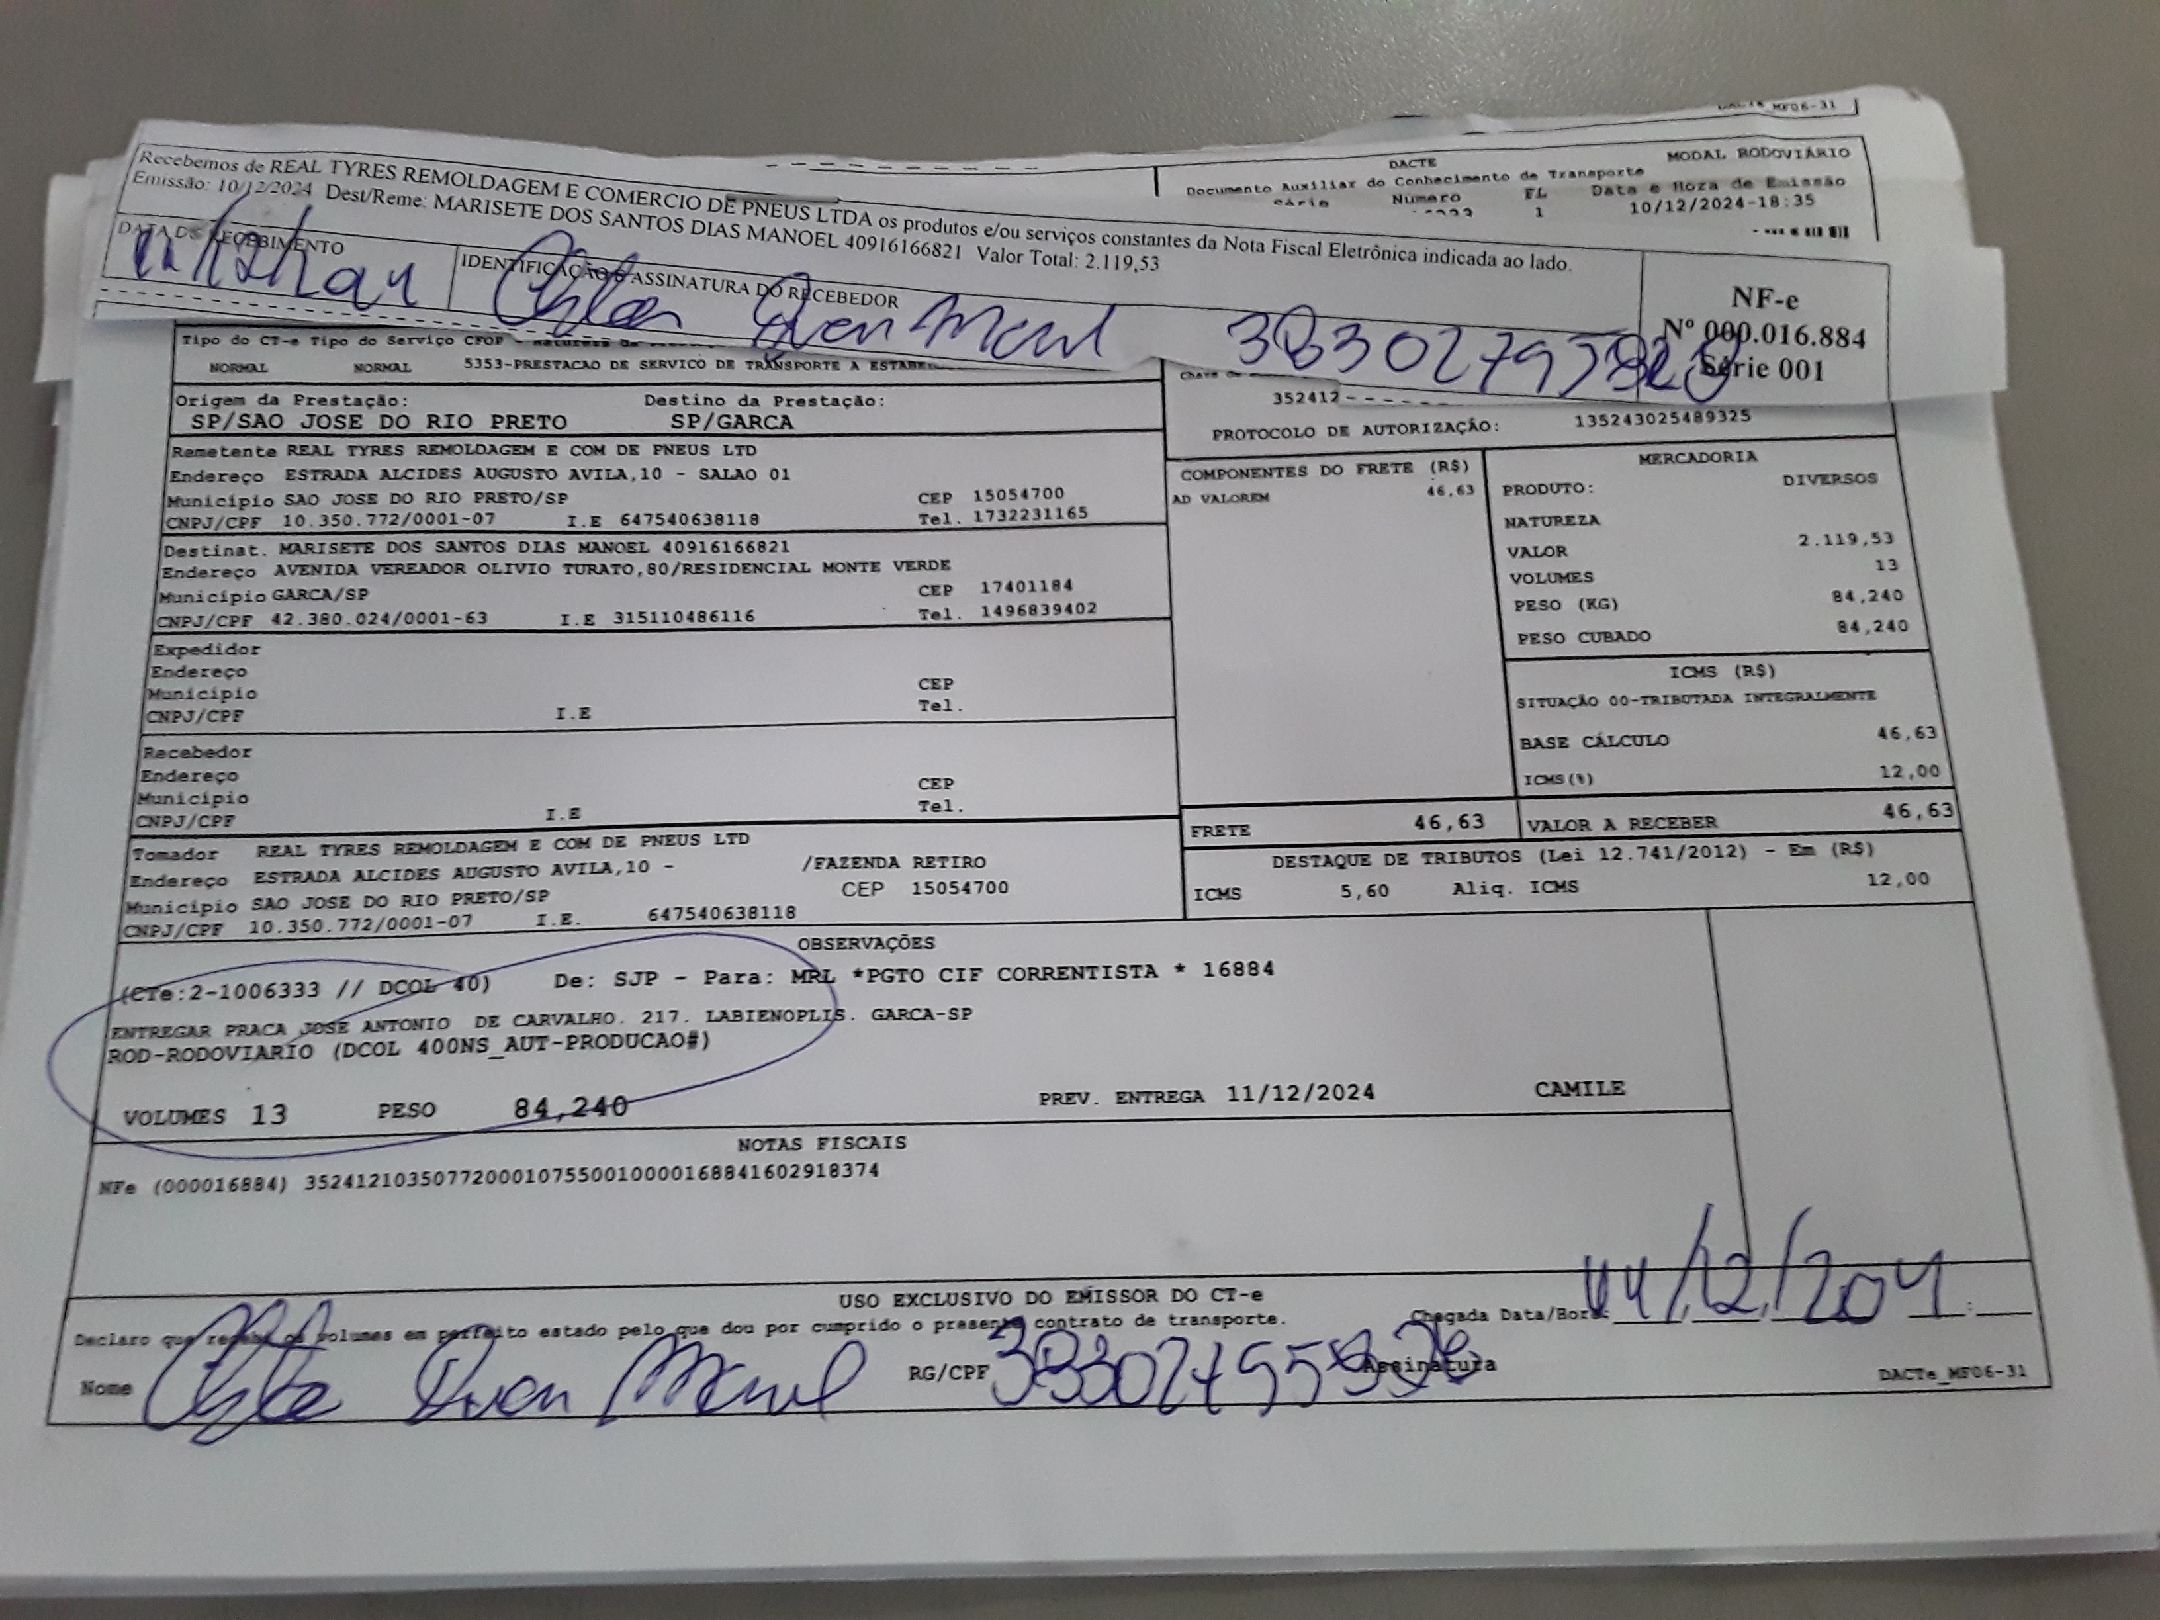 DACTe MF06-31
DACTE MODAL RODOVIÁRIO
Documento Auxiliar do Conhecimento de Transporte
Série Numero FL Data e Hora de Emissão
1 10/12/2024-18:35
Recebemos de REAL TYRES REMOLDAGEM E COMERCIO DE PNEUS LTDA os produtos e/ou serviços constantes da Nota Fiscal Eletrônica indicada ao lado.
Emissão: 10/12/2024 Dest/Reme: MARISETE DOS SANTOS DIAS MANOEL 40916166821 Valor Total: 2.119,53
DATA DE RECEBIMENTO
IDENTIFICAÇÃO E ASSINATURA DO RECEBEDOR
NF-e
Nº 000.016.884
Série 001
Tipo do CT-e Tipo do Serviço CFOP -
NORMAL NORMAL 5353-PRESTACAO DE SERVICO DE TRANSPORTE A
352412
PROTOCOLO DE AUTORIZAÇÃO: 135243025489325
Origem da Prestação: Destino da Prestação:
SP/SAO JOSE DO RIO PRETO SP/GARCA
Remetente REAL TYRES REMOLDAGEM E COM DE PNEUS LTD
Endereço ESTRADA ALCIDES AUGUSTO AVILA,10 - SALAO 01
Município SAO JOSE DO RIO PRETO/SP CEP 15054700
CNPJ/CPF 10.350.772/0001-07 I.E 647540638118 Tel. 1732231165
Destinat. MARISETE DOS SANTOS DIAS MANOEL 40916166821
Endereço AVENIDA VEREADOR OLIVIO TURATO,80/RESIDENCIAL MONTE VERDE
Município GARCA/SP CEP 17401184
CNPJ/CPF 42.380.024/0001-63 I.E 315110486116 Tel. 1496839402
Expedidor
Endereço
Município CEP
CNPJ/CPF I.E Tel.
Recebedor
Endereço
Município CEP
CNPJ/CPF I.E Tel.
Tomador REAL TYRES REMOLDAGEM E COM DE PNEUS LTD
Endereço ESTRADA ALCIDES AUGUSTO AVILA,10 - /FAZENDA RETIRO
Município SAO JOSE DO RIO PRETO/SP CEP 15054700
CNPJ/CPF 10.350.772/0001-07 I.E. 647540638118
COMPONENTES DO FRETE (R$)
AD VALOREM 46,63
MERCADORIA
PRODUTO: DIVERSOS
NATUREZA
VALOR 2.119,53
VOLUMES 13
PESO (KG) 84,240
PESO CUBADO 84,240
ICMS (R$)
SITUAÇÃO 00-TRIBUTADA INTEGRALMENTE
BASE CÁLCULO 46,63
ICMS(%) 12,00
FRETE 46,63 VALOR A RECEBER 46,63
DESTAQUE DE TRIBUTOS (Lei 12.741/2012) - Em (R$)
ICMS 5,60 Aliq. ICMS 12,00
OBSERVAÇÕES
(CTe:2-1006333 // DCOL 40) De: SJP - Para: MRL *PGTO CIF CORRENTISTA * 16884
ENTREGAR PRACA JOSE ANTONIO DE CARVALHO. 217. LABIENOPLIS. GARCA-SP
ROD-RODOVIARIO (DCOL 400NS_AUT-PRODUCAO#)
VOLUMES 13 PESO 84,240 PREV. ENTREGA 11/12/2024 CAMILE
NOTAS FISCAIS
NFe (000016884) 35241210350772000107550010000168841602918374
USO EXCLUSIVO DO EMISSOR DO CT-e
Declaro que recebi os volumes em perfeito estado pelo que dou por cumprido o presente contrato de transporte. Chegada Data/Hora:
Nome RG/CPF Assinatura
DACTe_MF06-31